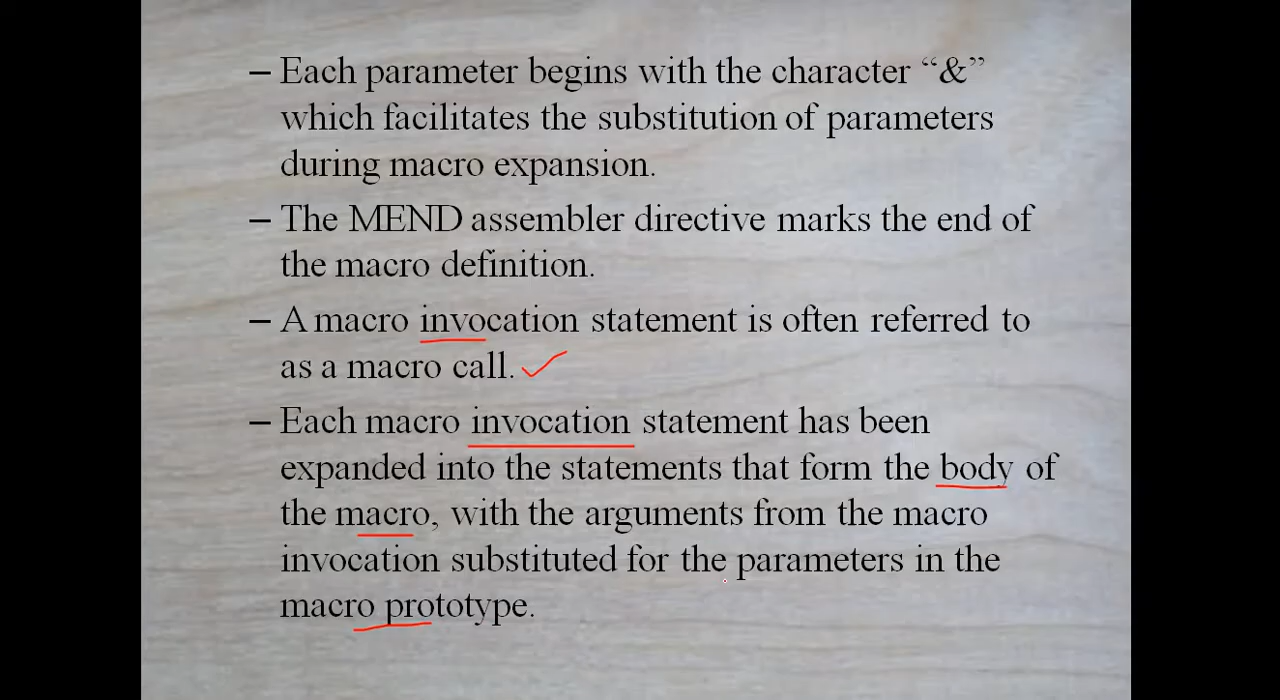 – Each parameter begins with the character “&”
which facilitates the substitution of parameters
during macro expansion.
– The MEND assembler directive marks the end of
the macro definition.
– A macro invocation statement is often referred to
as a macro call.
– Each macro invocation statement has been
expanded into the statements that form the body of
the macro, with the arguments from the macro
invocation substituted for the parameters in the
macro prototype.